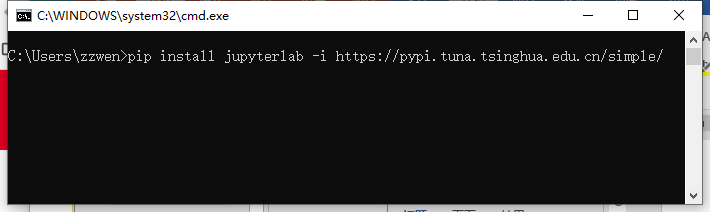 C:\WINDOWS\system32\cmd.exe
C:\Users\zzwen>pip install jupyterlab -i https://pypi.tuna.tsinghua.edu.cn/simple/